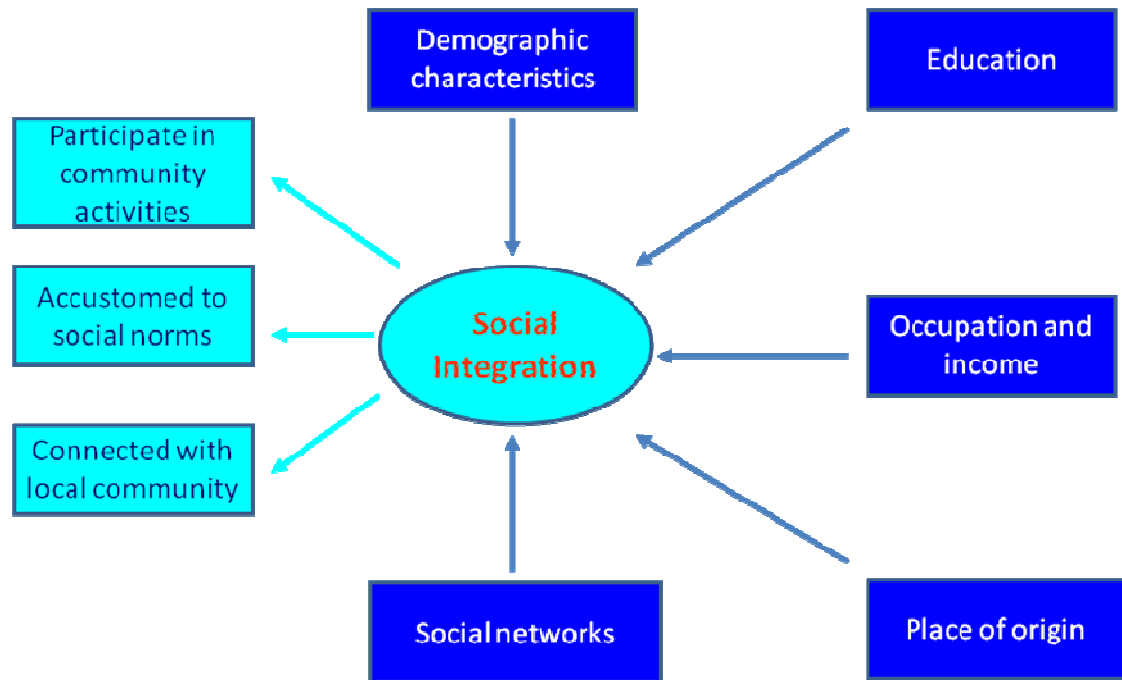 Demographic
characteristics
Education
Participate in
community
activities
Accustomed to
social norms
Social
Integration
Occupation and
income
Connected with
local community
Social networks
Place of origin